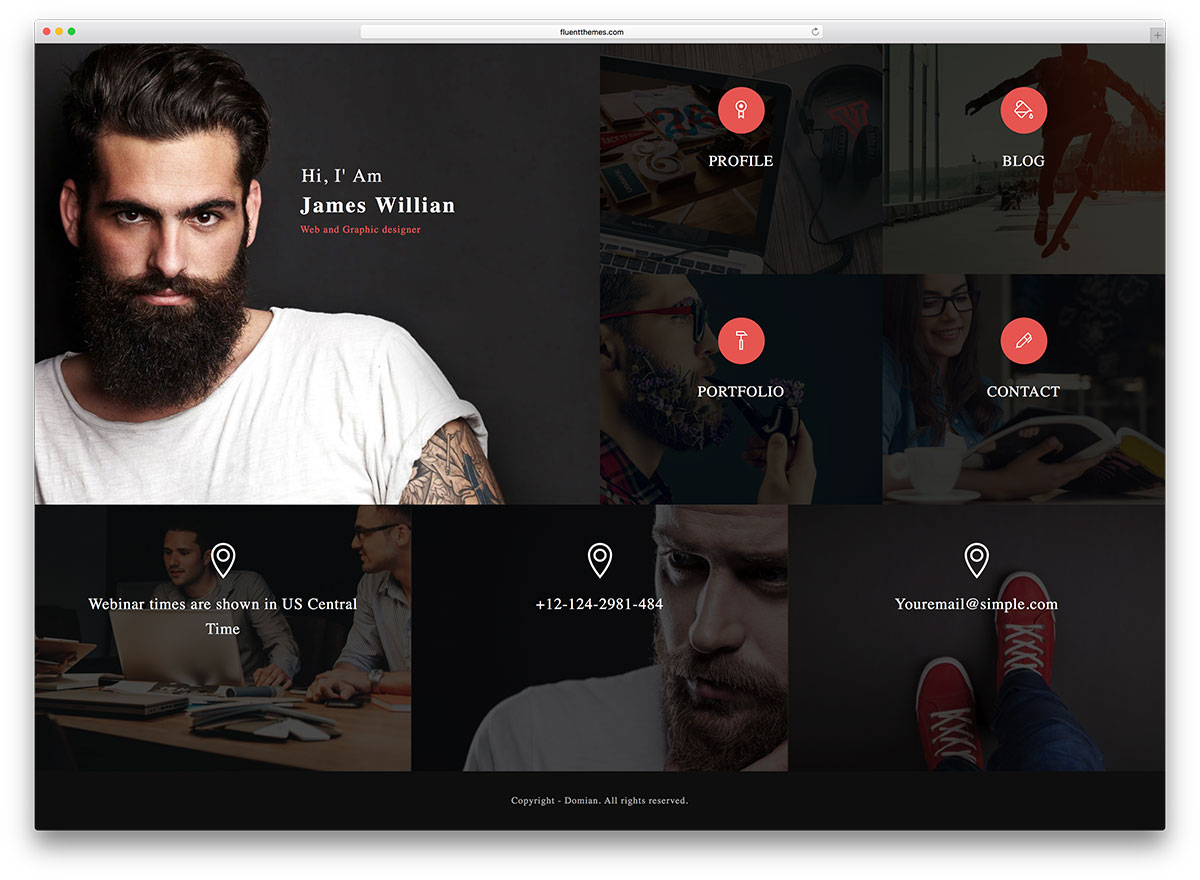 fluentthemes.com
Hi, I' Am
James Willian
Web and Graphic designer
PROFILE
BLOG
PORTFOLIO
CONTACT
Webinar times are shown in US Central
Time
+12-124-2981-484
Youremail@simple.com
Copyright - Domian. All rights reserved.